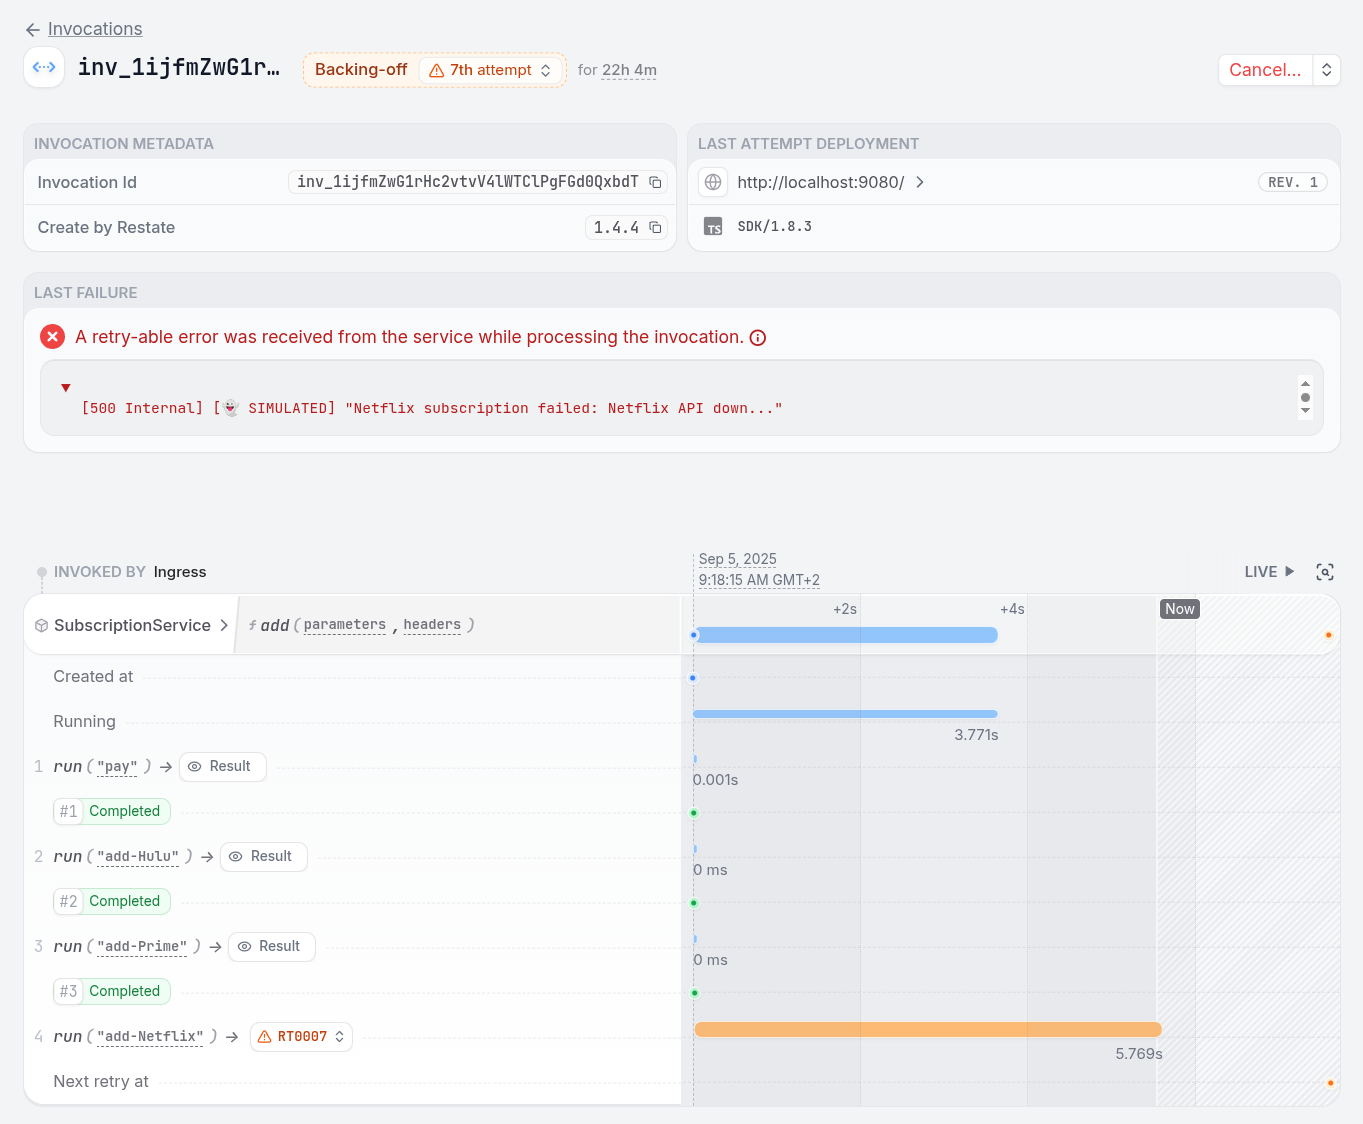 ← Invocations
inv_1ijfmZwG1r… Backing-off 7th attempt for 22h 4m Cancel...
INVOCATION METADATA
Invocation Id inv_1ijfmZwG1rHc2vtvV4lWTClPgFGd0QxbdT
Create by Restate 1.4.4
LAST ATTEMPT DEPLOYMENT
http://localhost:9080/ REV. 1
TS SDK/1.8.3
LAST FAILURE
A retry-able error was received from the service while processing the invocation.
[500 Internal] [👻 SIMULATED] "Netflix subscription failed: Netflix API down..."
Sep 5, 2025
INVOKED BY Ingress 9:18:15 AM GMT+2 LIVE
+2s +4s Now
SubscriptionService > f add ( parameters , headers )
Created at
Running
3.771s
1 run ( "pay" ) → Result
0.001s
#1 Completed
2 run ( "add-Hulu" ) → Result
0 ms
#2 Completed
3 run ( "add-Prime" ) → Result
0 ms
#3 Completed
4 run ( "add-Netflix" ) → RT0007
5.769s
Next retry at